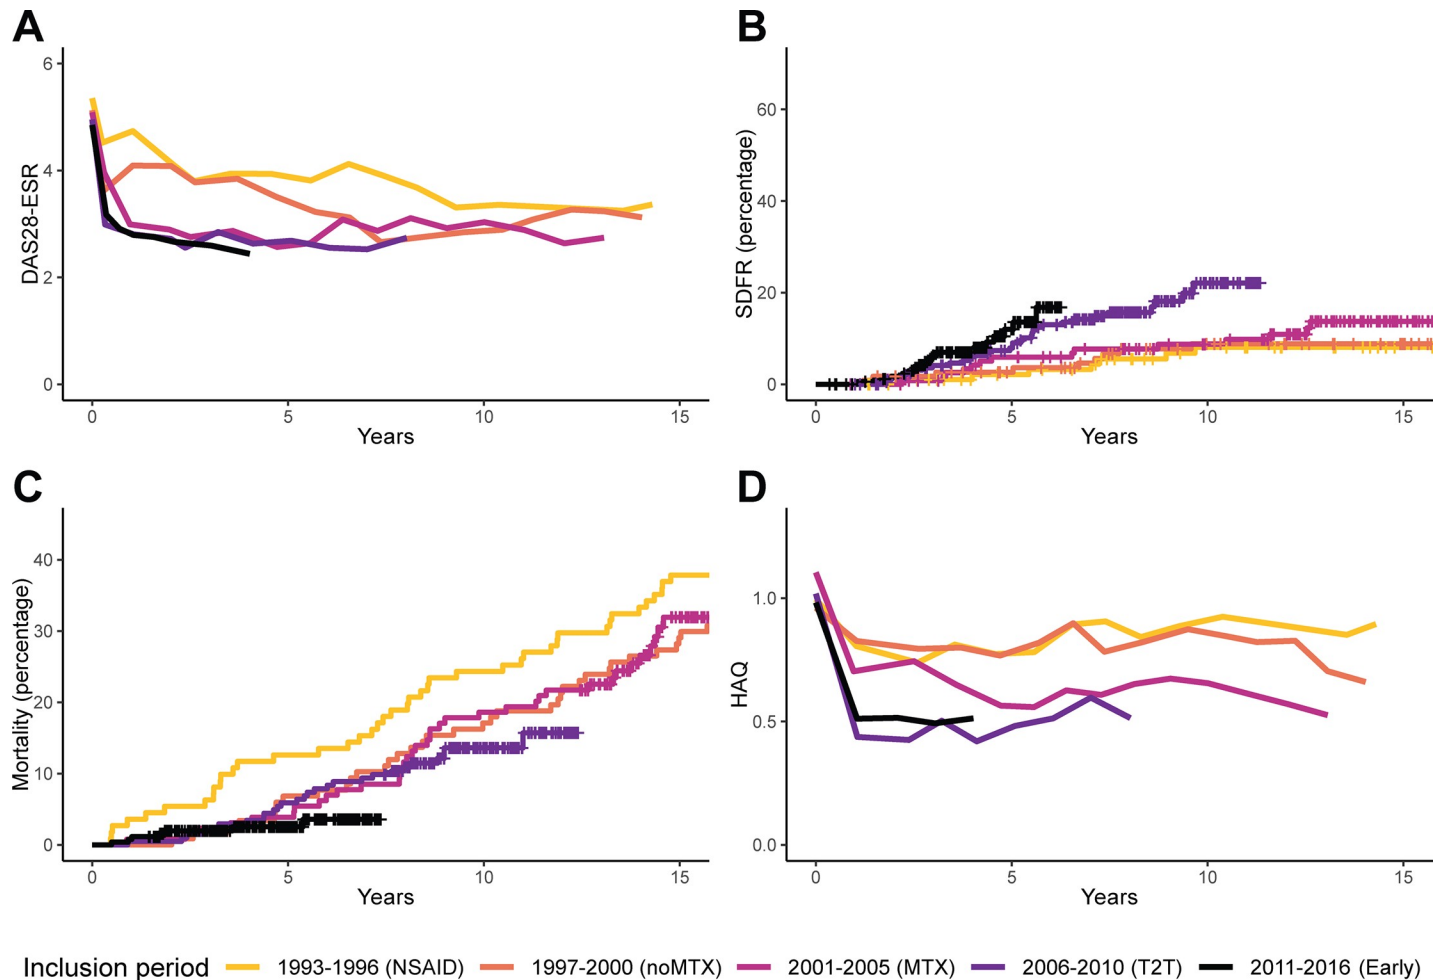 A
B
6
4
2
0
DAS28-ESR
0 5 10 15
Years
60
40
20
0
SDFR (percentage)
0 5 10 15
Years
C
D
40
30
20
10
0
Mortality (percentage)
0 5 10 15
Years
1.0
0.5
0.0
HAQ
0 5 10 15
Years
Inclusion period 1993-1996 (NSAID) 1997-2000 (noMTX) 2001-2005 (MTX) 2006-2010 (T2T) 2011-2016 (Early)